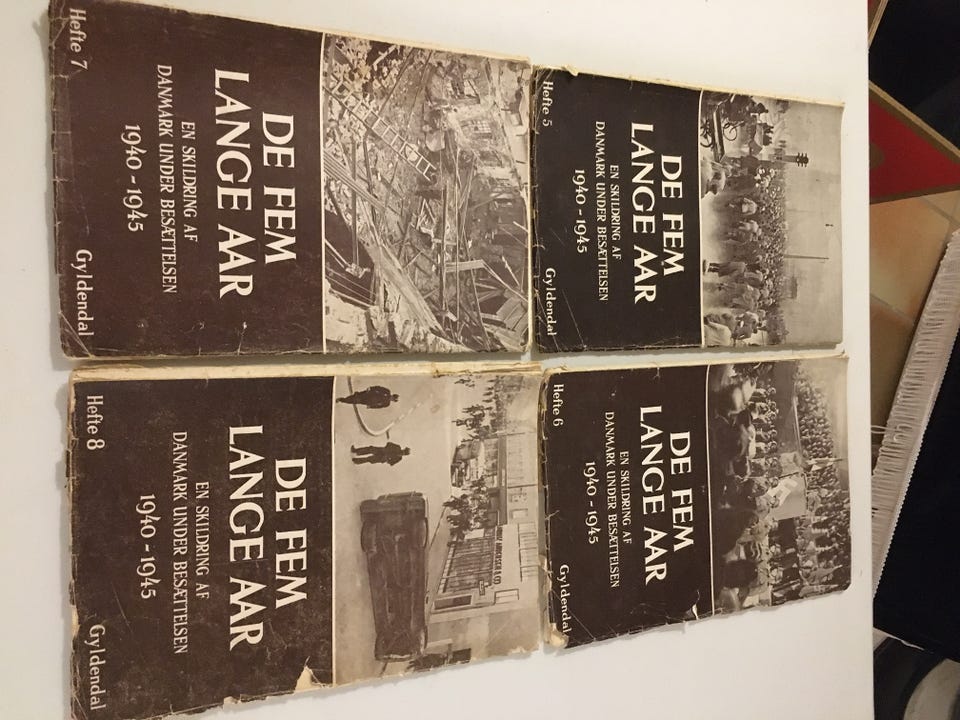 DE FEM
LANGE AAR
EN SKILDRING AF
DANMARK UNDER BESÆTTELSEN
1940-1945
Hefte 7
Gyldendal
DE FEM
LANGE AAR
EN SKILDRING AF
DANMARK UNDER BESÆTTELSEN
1940-1945
Hefte 5
Gyldendal
DE FEM
LANGE AAR
EN SKILDRING AF
DANMARK UNDER BESÆTTELSEN
1940-1945
Hefte 8
Gyldendal
DE FEM
LANGE AAR
EN SKILDRING AF
DANMARK UNDER BESÆTTELSEN
1940-1945
Hefte 6
Gyldendal